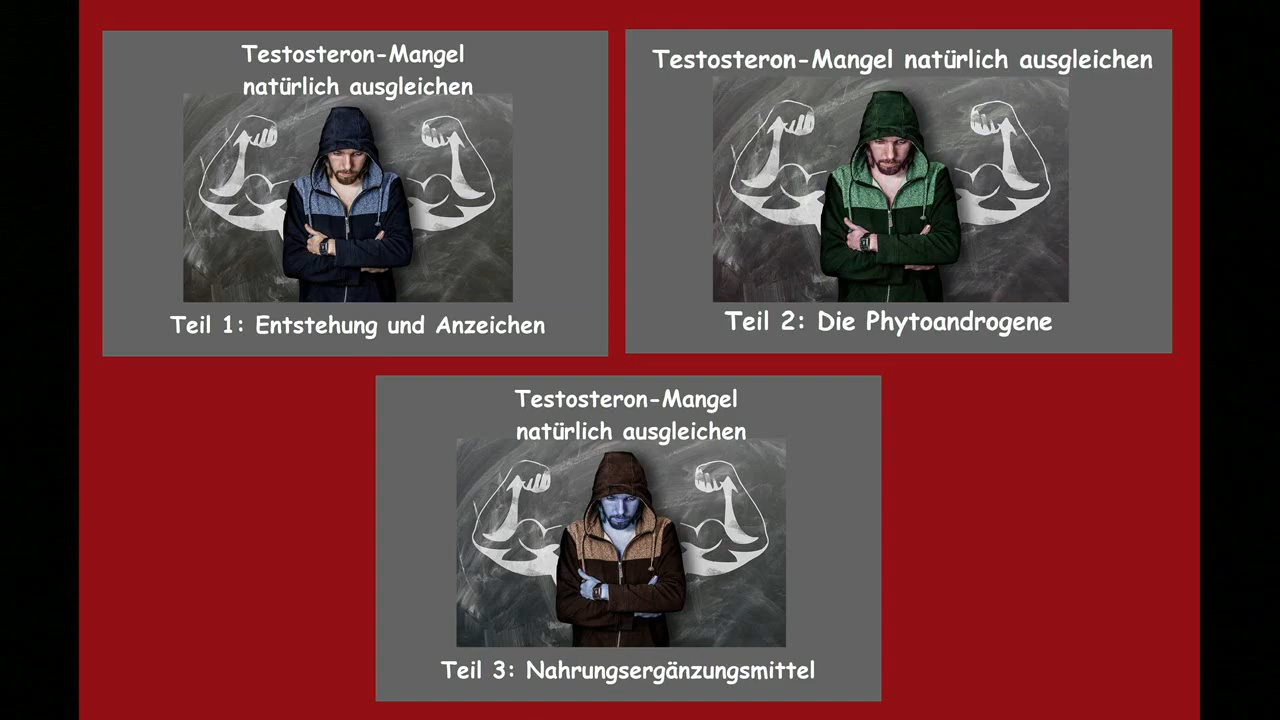 Testosteron-Mangel
natürlich ausgleichen
Teil 1: Entstehung und Anzeichen
Testosteron-Mangel natürlich ausgleichen
Teil 2: Die Phytoandrogene
Testosteron-Mangel
natürlich ausgleichen
Teil 3: Nahrungsergänzungsmittel